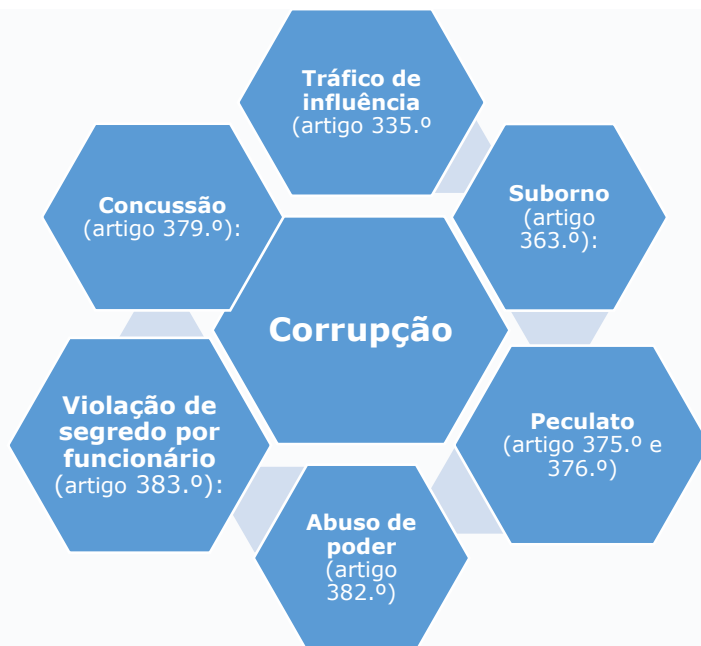 Tráfico de
influência
(artigo 335.º
Suborno
(artigo
363.º):
Peculato
(artigo 375.º e
376.º)
Abuso de
poder
(artigo
382.º)
Violação de
segredo por
funcionário
(artigo 383.º):
Concussão
(artigo 379.º):
Corrupção